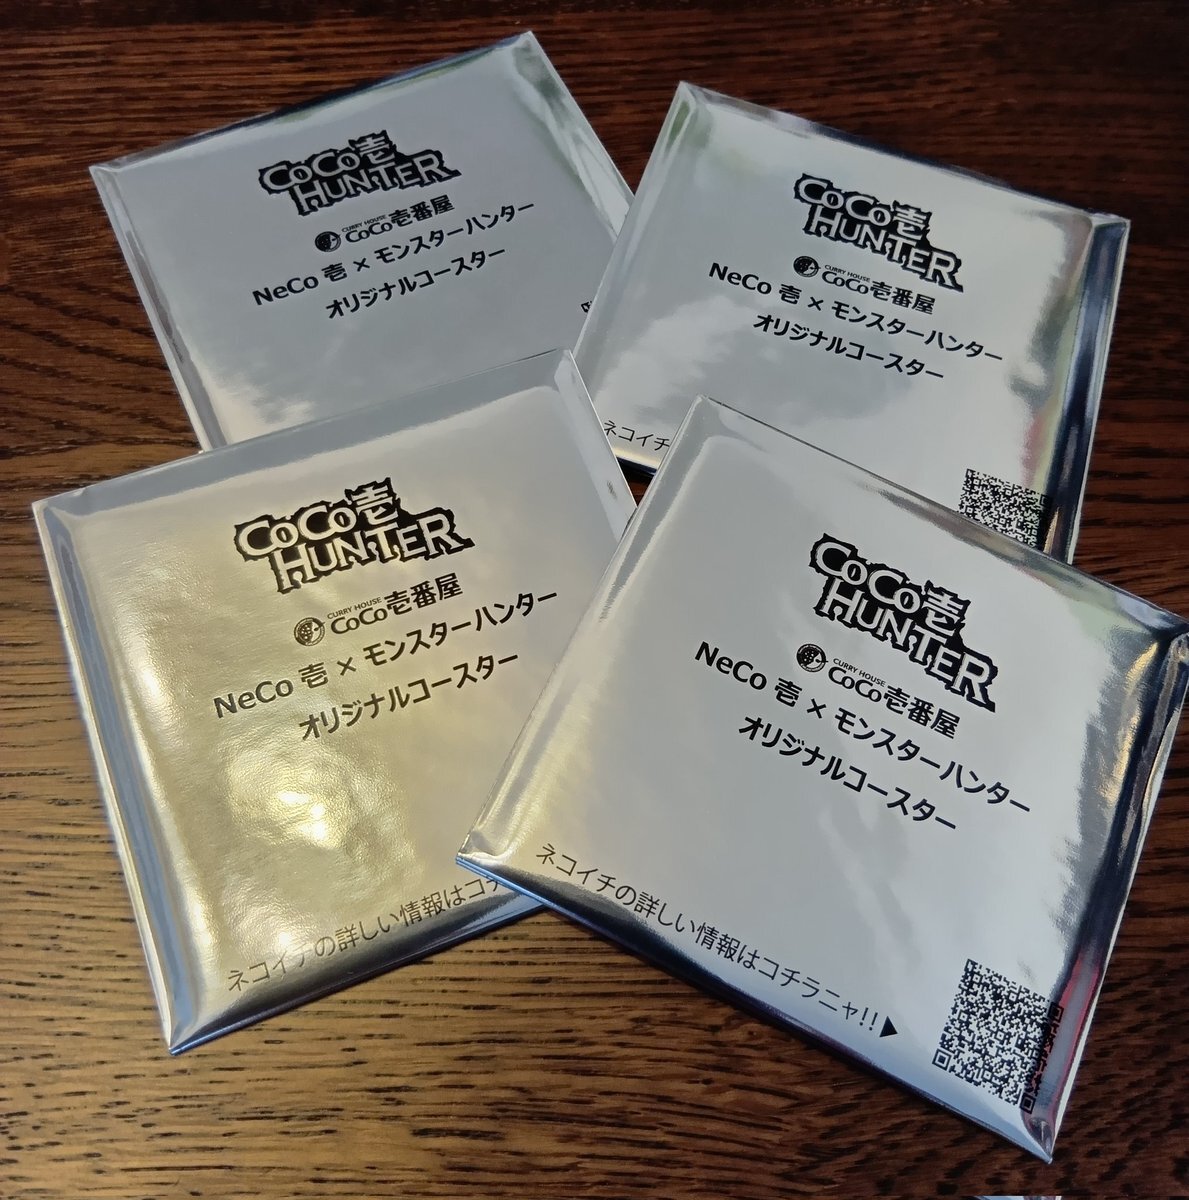 CoCo壱
HUNTER
CURRY HOUSE
CoCo壱番屋
NeCo 壱 × モンスターハンター
オリジナルコースター
CoCo壱
HUNTER
CURRY HOUSE
CoCo壱番屋
NeCo 壱 × モンスターハンター
オリジナルコースター
ネコイチ
CoCo壱
HUNTER
CURRY HOUSE
CoCo壱番屋
NeCo 壱 × モンスターハンター
オリジナルコースター
ネコイチの詳しい情報はコチ
CoCo壱
HUNTER
CURRY HOUSE
CoCo壱番屋
NeCo 壱 × モンスターハンター
オリジナルコースター
ネコイチの詳しい情報はコチラニャ!!▶